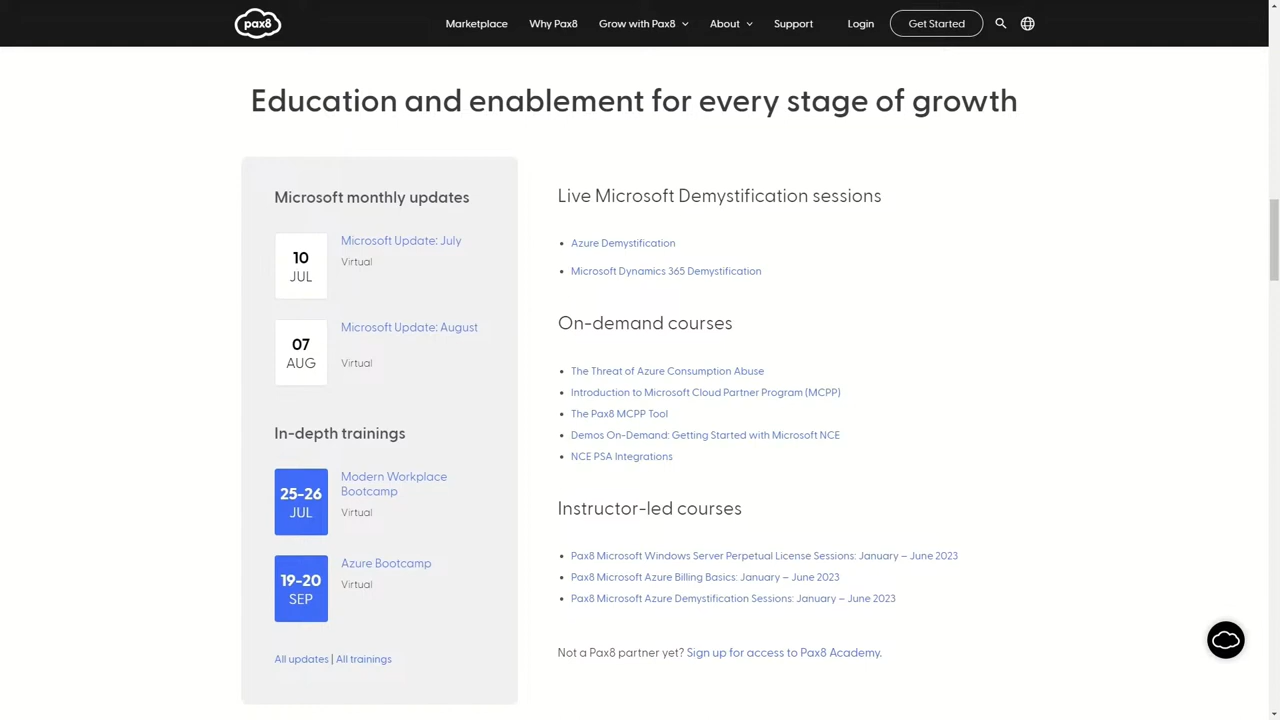 pax8
Marketplace
Why Pax8
Grow with Pax8
About
Support
Login
Get Started
Education and enablement for every stage of growth
Microsoft monthly updates
10
JUL
Microsoft Update: July
Virtual
07
AUG
Microsoft Update: August
Virtual
In-depth trainings
25-26
JUL
Modern Workplace
Bootcamp
Virtual
19-20
SEP
Azure Bootcamp
Virtual
All updates | All trainings
Live Microsoft Demystification sessions
• Azure Demystification
• Microsoft Dynamics 365 Demystification
On-demand courses
• The Threat of Azure Consumption Abuse
• Introduction to Microsoft Cloud Partner Program (MCPP)
• The Pax8 MCPP Tool
• Demos On-Demand: Getting Started with Microsoft NCE
• NCE PSA Integrations
Instructor-led courses
• Pax8 Microsoft Windows Server Perpetual License Sessions: January – June 2023
• Pax8 Microsoft Azure Billing Basics: January – June 2023
• Pax8 Microsoft Azure Demystification Sessions: January – June 2023
Not a Pax8 partner yet? Sign up for access to Pax8 Academy.